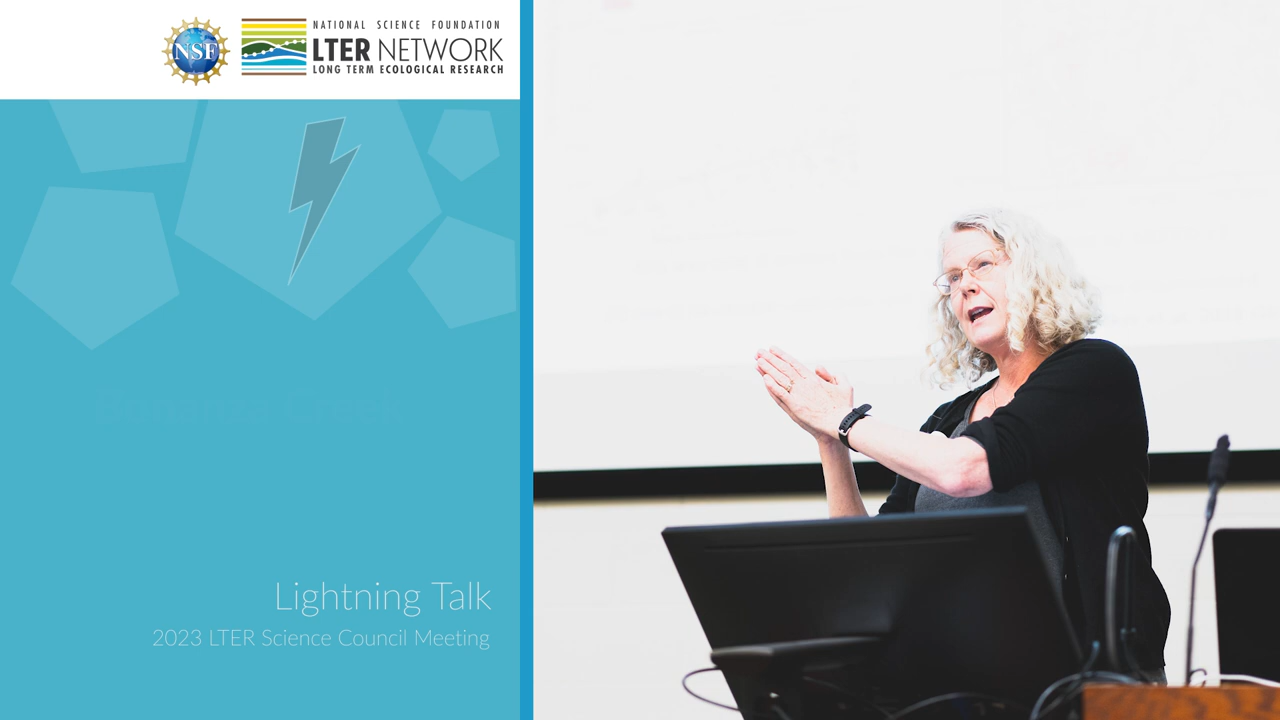 NSF
NATIONAL SCIENCE FOUNDATION
LTER NETWORK
LONG TERM ECOLOGICAL RESEARCH
Lightning Talk
2023 LTER Science Council Meeting